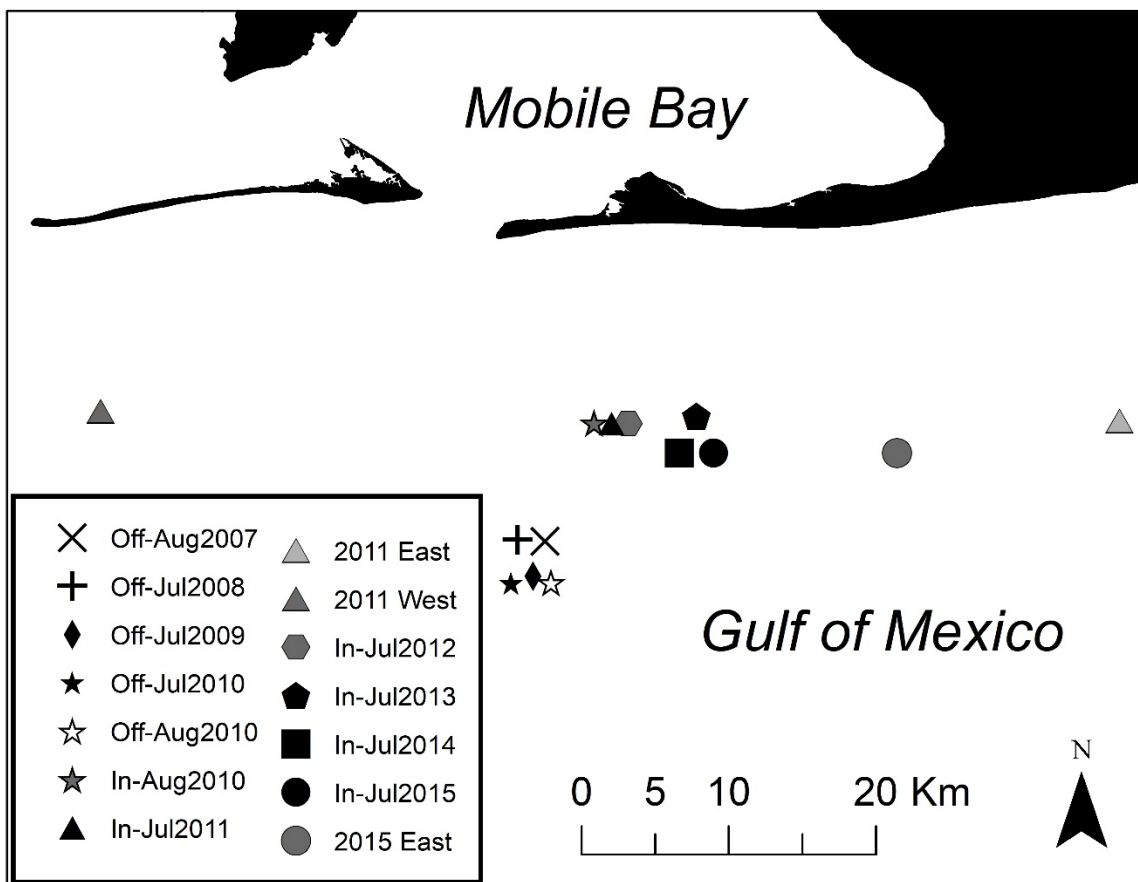 Mobile Bay
Gulf of Mexico
Off-Aug2007
Off-Jul2008
Off-Jul2009
Off-Jul2010
Off-Aug2010
In-Aug2010
In-Jul2011
2011 East
2011 West
In-Jul2012
In-Jul2013
In-Jul2014
In-Jul2015
2015 East
0 5 10 20 Km
N